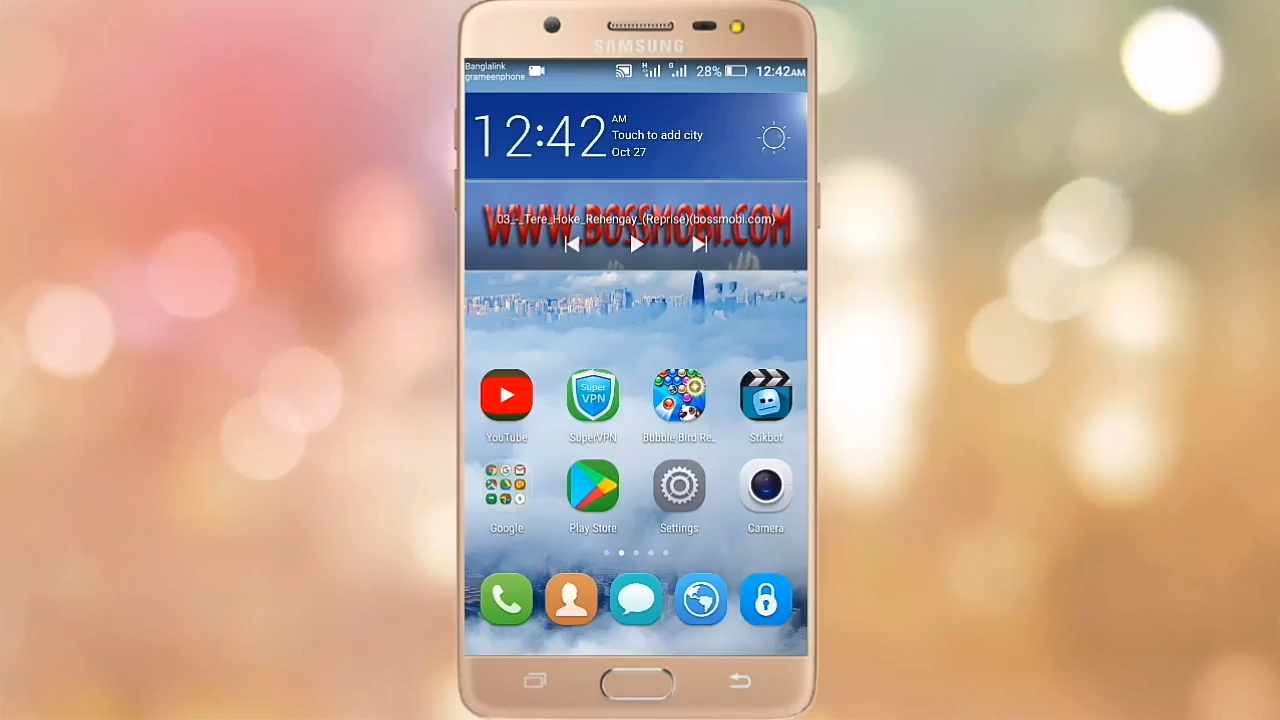 SAMSUNG
Banglalink
grameenphone
H
G
28%
12:42AM
12:42
AM
Touch to add city
Oct 27
WWW.BOSSMOBI.COM
03_-_Tere_Hoke_Rehengay_(Reprise)(bossmobi.com)
Super
VPN
YouTube
SuperVPN
Bubble Bird Re..
Stikbot
Google
Play Store
Settings
Camera